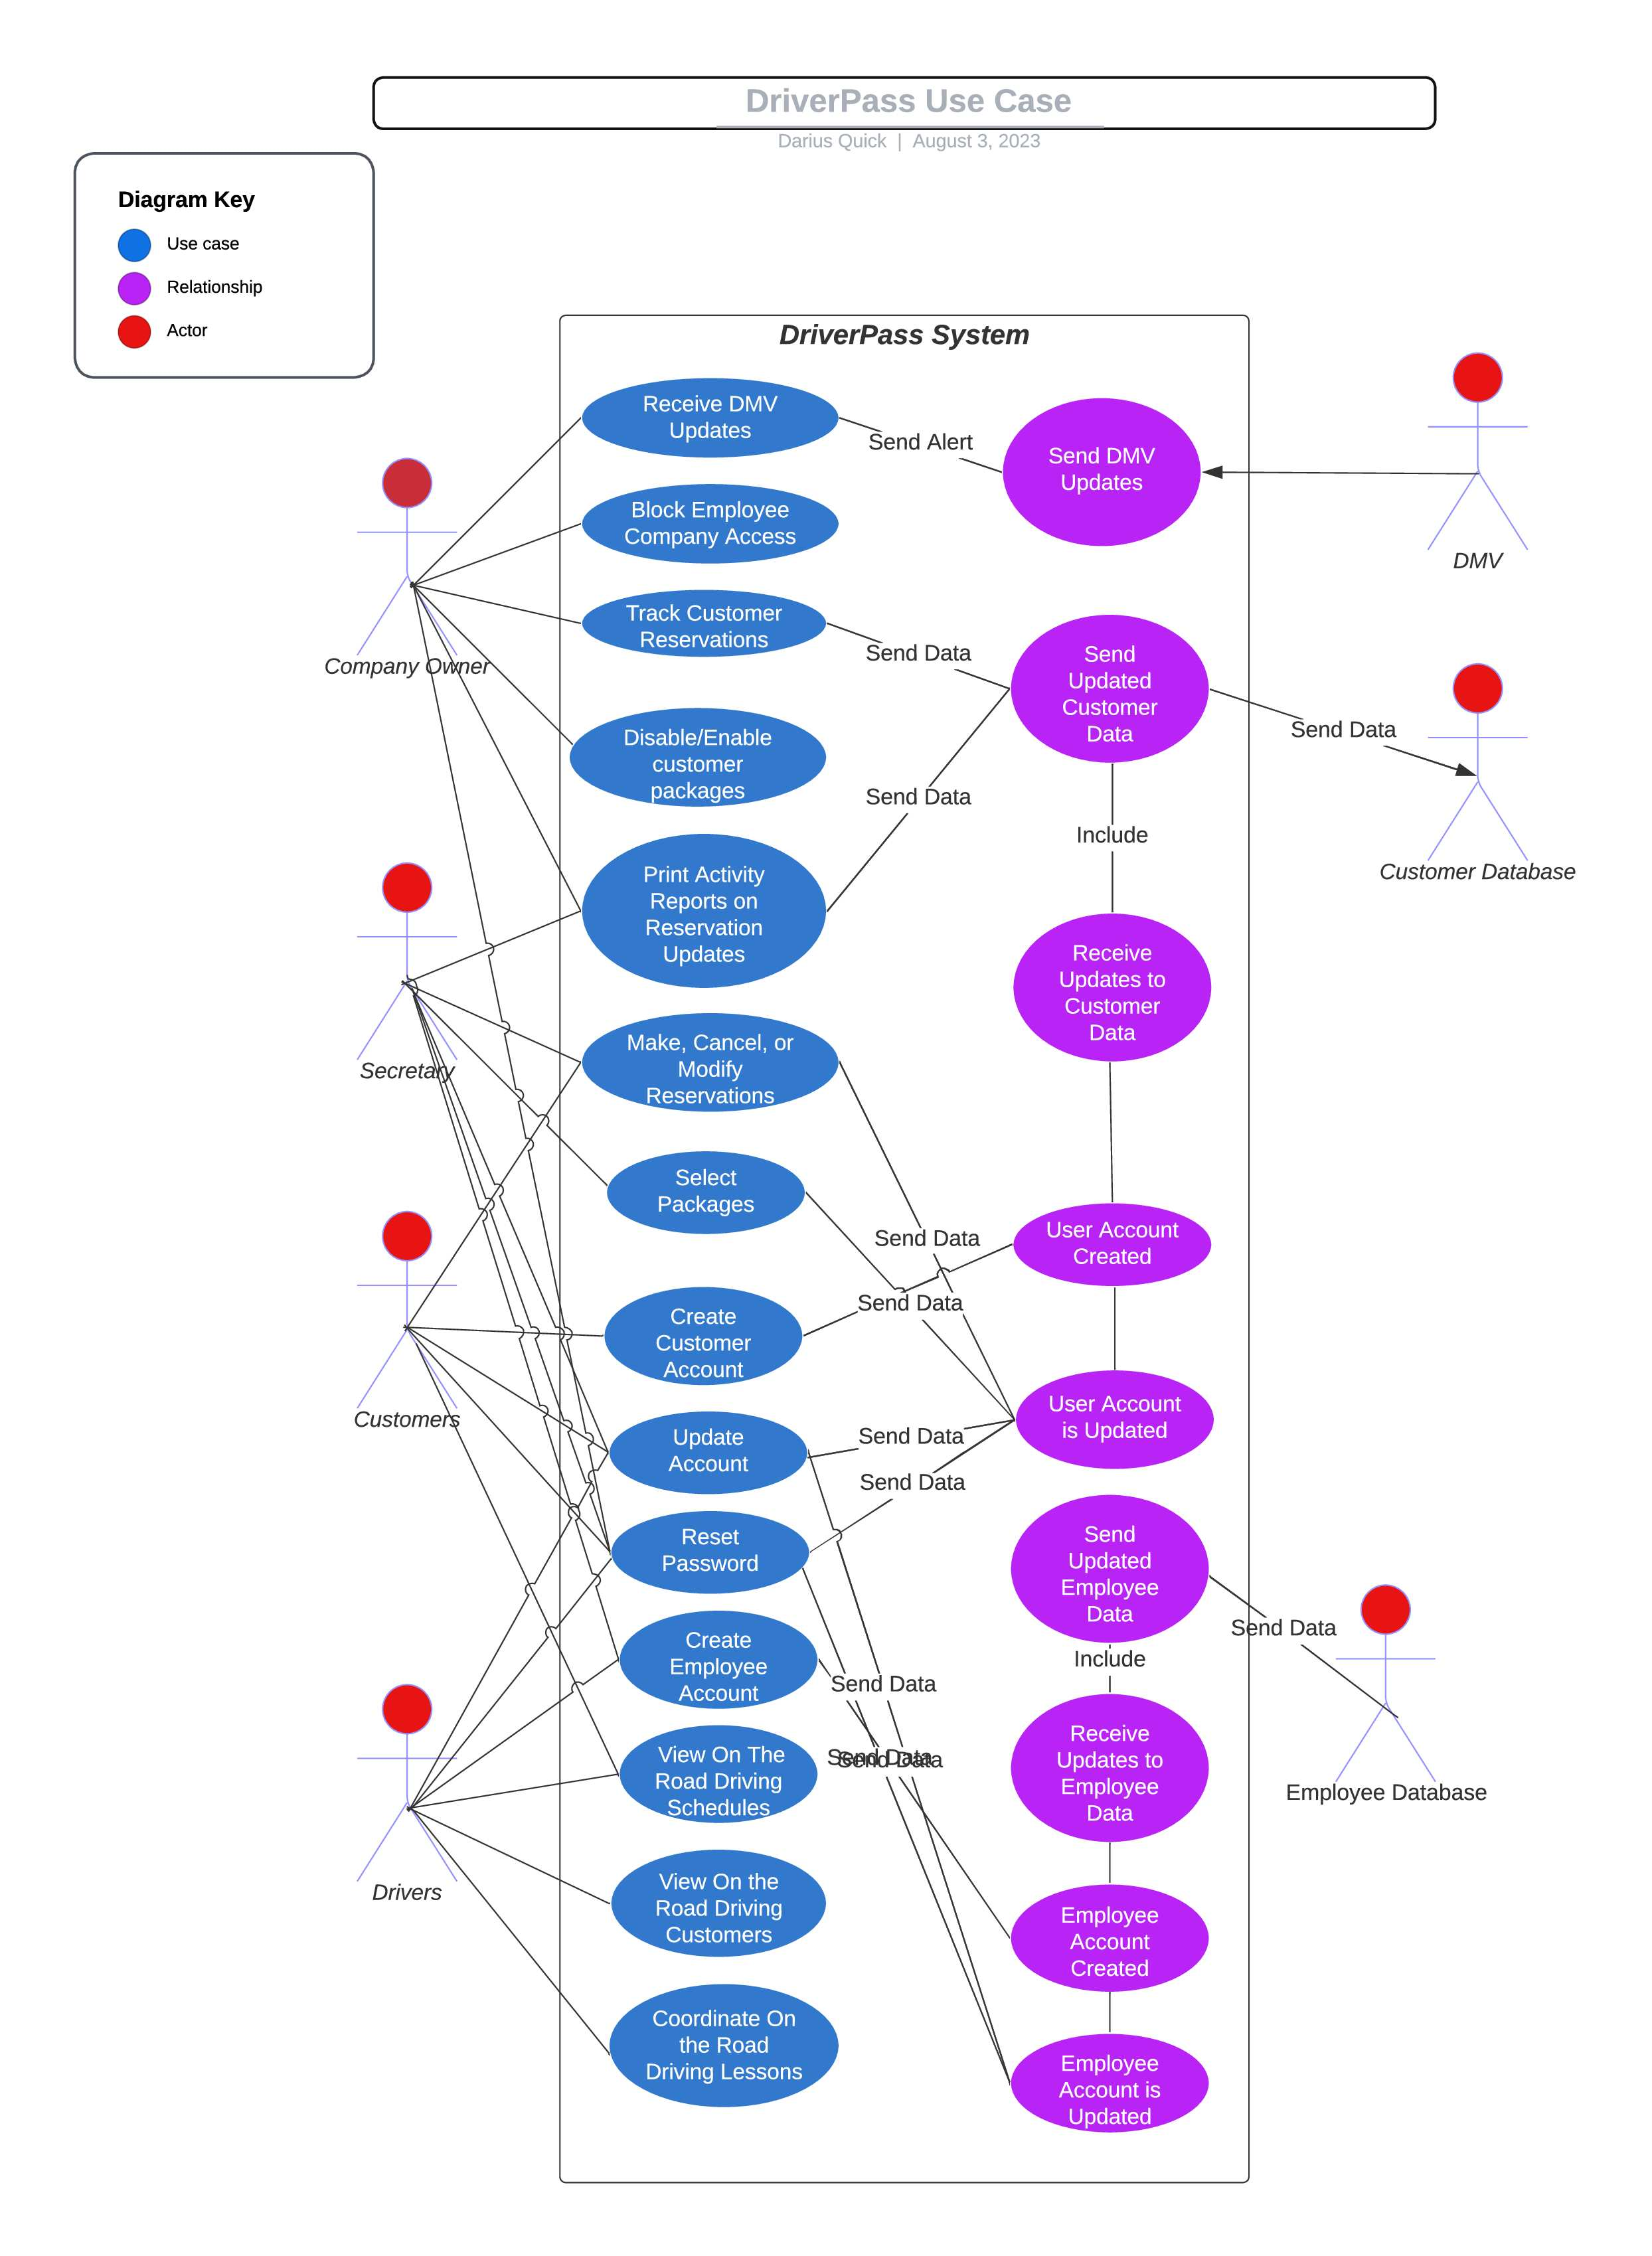 DriverPass Use Case
Darius Quick | August 3, 2023
Diagram Key
Use case
Relationship
Actor
DriverPass System
Receive DMV
Updates
Send Alert
Send DMV
Updates
DMV
Block Employee
Company Access
Company Owner
Track Customer
Reservations
Send Data
Send
Updated
Customer
Data
Send Data
Customer Database
Disable/Enable
customer
packages
Send Data
Include
Print Activity
Reports on
Reservation
Updates
Receive
Updates to
Customer
Data
Secretary
Make, Cancel, or
Modify
Reservations
Select
Packages
Send Data
User Account
Created
Send Data
Create
Customer
Account
Customers
User Account
is Updated
Update
Account
Send Data
Send Data
Reset
Password
Send
Updated
Employee
Data
Send Data
Include
Employee Database
Create
Employee
Account
Send Data
Send Data
Send Data
View On The
Road Driving
Schedules
Receive
Updates to
Employee
Data
Drivers
View On the
Road Driving
Customers
Employee
Account
Created
Coordinate On
the Road
Driving Lessons
Employee
Account is
Updated